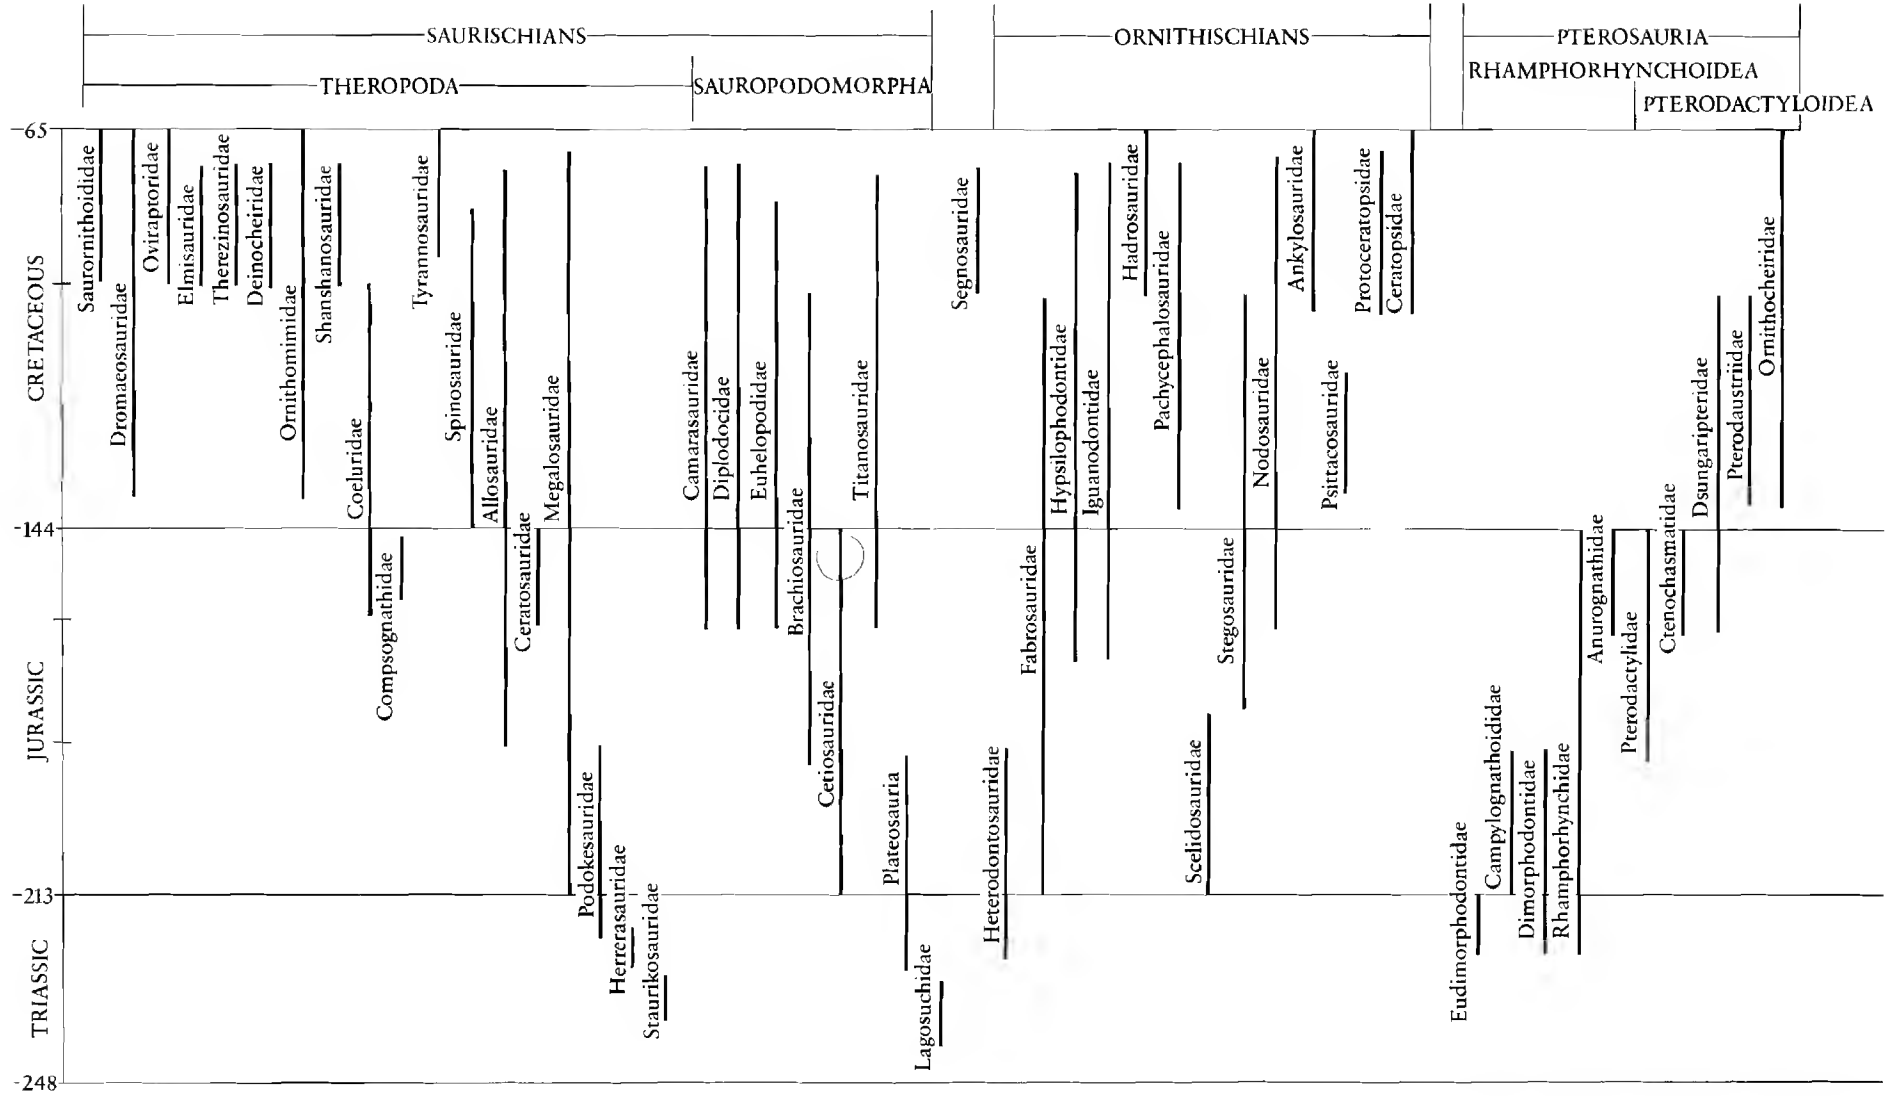 SAURISCHIANS
ORNITHISCHIANS
PTEROSAURIA
THEROPODA
SAUROPODOMORPHA
RHAMPHORHYNCHOIDEA
PTERODACTYLOIDEA
-65
-144
-213
-248
CRETACEOUS
JURASSIC
TRIASSIC
Saurornithoididae
Dromaeosauridae
Oviraptoridae
Elmisauridae
Therezinosauridae
Deinocheiridae
Ornithomimidae
Shanshanosauridae
Coeluridae
Compsognathidae
Tyrannosauridae
Spinosauridae
Allosauridae
Ceratosauridae
Megalosauridae
Podokesauridae
Herrerasauridae
Staurikosauridae
Camarasauridae
Diplodocidae
Euhelopodidae
Brachiosauridae
Cetiosauridae
Titanosauridae
Plateosauria
Lagosuchidae
Segnosauridae
Heterodontosauridae
Fabrosauridae
Hypsilophodontidae
Iguanodontidae
Hadrosauridae
Pachycephalosauridae
Scelidosauridae
Stegosauridae
Nodosauridae
Ankylosauridae
Psittacosauridae
Protoceratopsidae
Ceratopsidae
Eudimorphodontidae
Campylognathoididae
Dimorphodontidae
Rhamphorhynchidae
Anurognathidae
Pterodactylidae
Ctenochasmatidae
Dsungaripteridae
Pterodaustriidae
Ornithocheiridae